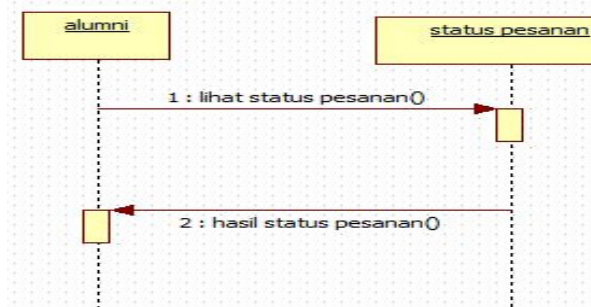 alumni
status pesanan
1 : lihat status pesanan()
2 : hasil status pesanan()